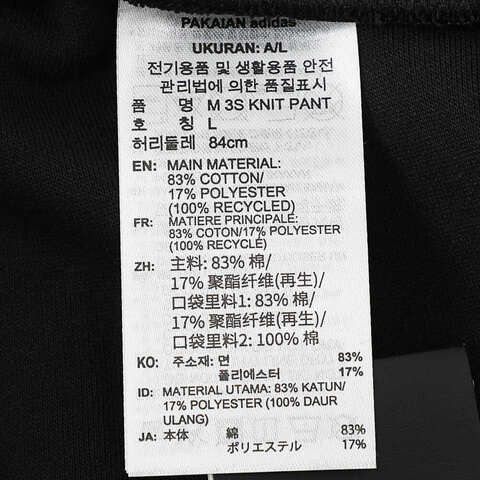 PAKAIAN adidas
UKURAN: A/L
전기용품 및 생활용품 안전
관리법에 의한 품질표시
품 명 M 3S KNIT PANT
호 칭 L
허리둘레 84cm
EN: MAIN MATERIAL:
83% COTTON/
17% POLYESTER
(100% RECYCLED)
FR: MATIERE PRINCIPALE:
83% COTON/17% POLYESTER
(100% RECYCLÉ)
ZH: 主料: 83% 棉/
17% 聚酯纤维(再生)/
口袋里料1: 83% 棉/
17% 聚酯纤维(再生)/
口袋里料2: 100% 棉
KO: 주소재: 면 83%
폴리에스터 17%
ID: MATERIAL UTAMA: 83% KATUN/
17% POLYESTER (100% DAUR
ULANG)
JA: 本体 綿 83%
ポリエステル 17%